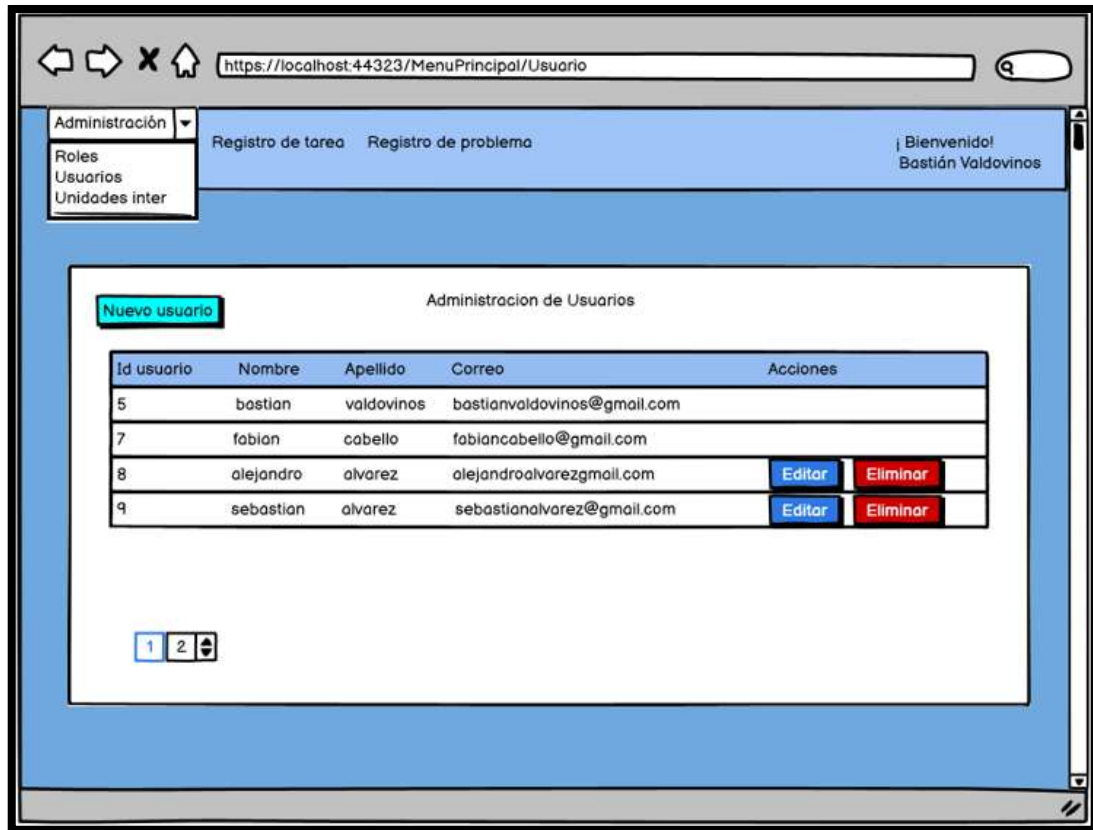 https://localhost:44323/MenuPrincipal/Usuario
Administración
Roles
Usuarios
Unidades inter
Registro de tarea Registro de problema
¡ Bienvenido!
Bastián Valdovinos
Nuevo usuario
Administracion de Usuarios
Id usuario Nombre Apellido Correo Acciones
5 bastian valdovinos bastianvaldovinos@gmail.com
7 fabian cabello fabiancabello@gmail.com
8 alejandro alvarez alejandroalvarezgmail.com Editar Eliminar
9 sebastian alvarez sebastianalvarez@gmail.com Editar Eliminar
1 2